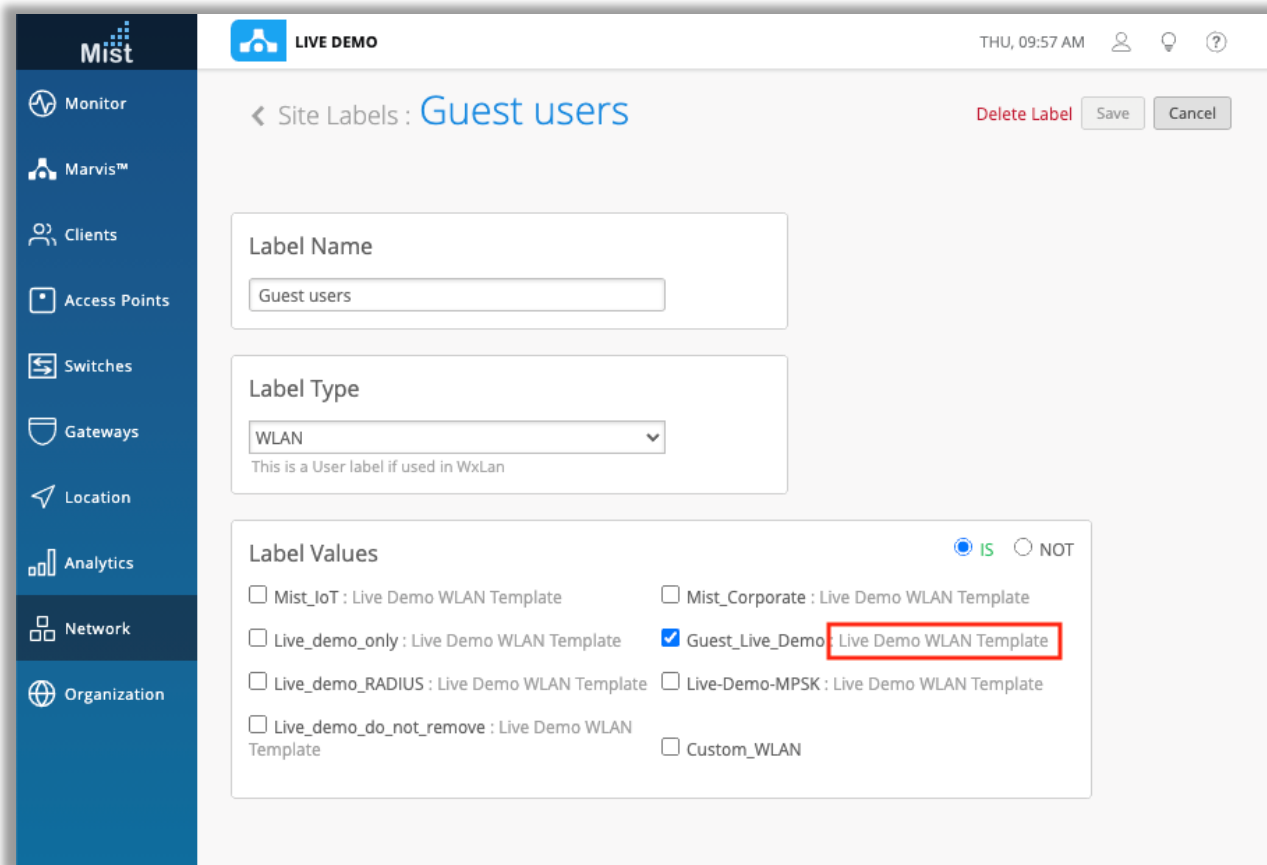 Mist
LIVE DEMO
THU, 09:57 AM
?
Monitor
Marvis™
Clients
Access Points
Switches
Gateways
Location
Analytics
Network
Organization
Site Labels : Guest users
Delete Label
Save
Cancel
Label Name
Guest users
Label Type
WLAN
This is a User label if used in WxLan
Label Values
IS
NOT
Mist_IoT : Live Demo WLAN Template
Mist_Corporate : Live Demo WLAN Template
Live_demo_only : Live Demo WLAN Template
Guest_Live_Demo : Live Demo WLAN Template
Live_demo_RADIUS : Live Demo WLAN Template
Live-Demo-MPSK : Live Demo WLAN Template
Live_demo_do_not_remove : Live Demo WLAN
Template
Custom_WLAN